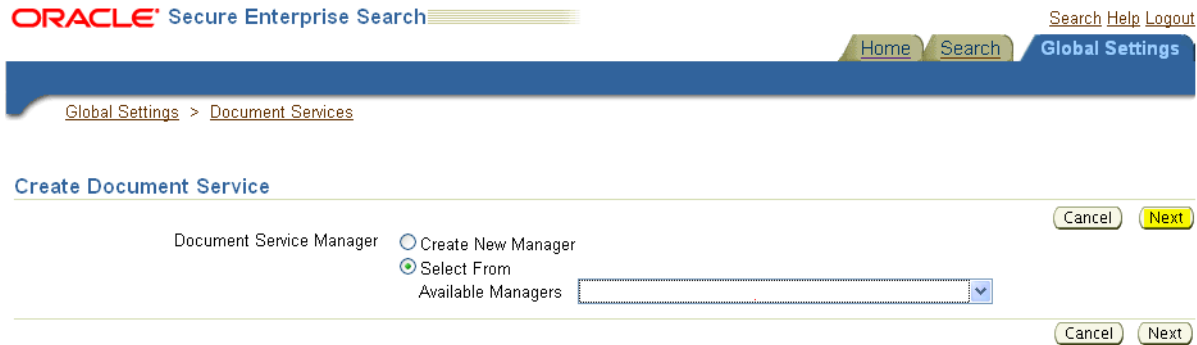 ORACLE Secure Enterprise Search
Search Help Logout
Home Search Global Settings
Global Settings > Document Services
Create Document Service
Cancel Next
Document Service Manager Create New Manager
Select From
Available Managers
Cancel Next